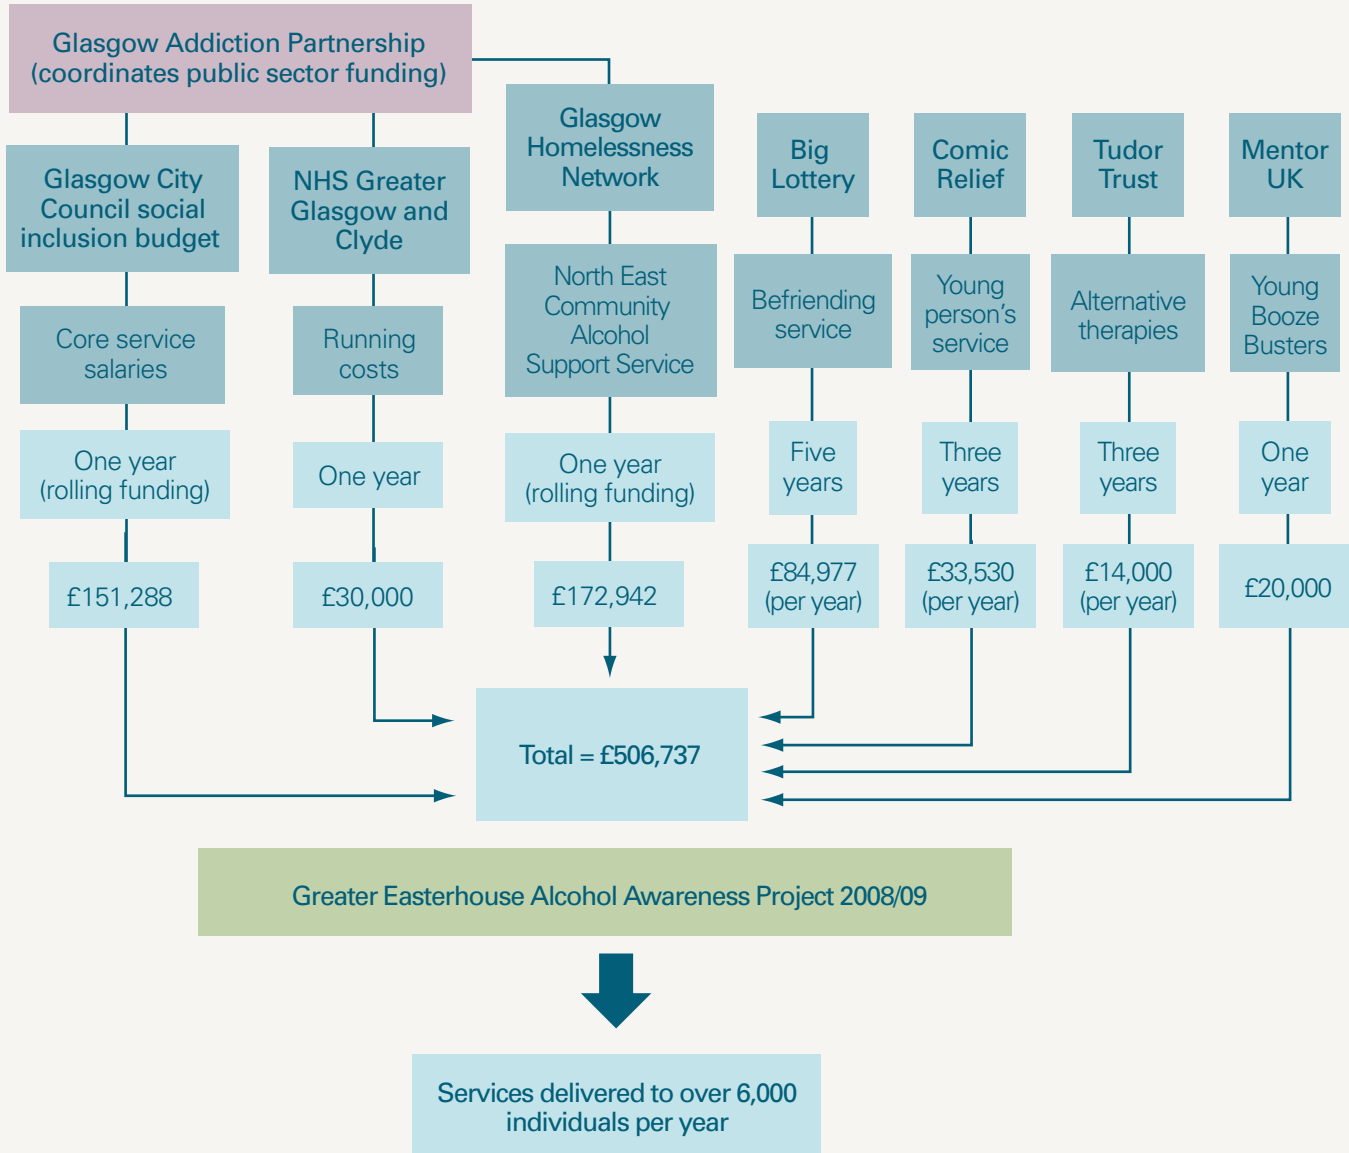 Glasgow Addiction Partnership
(coordinates public sector funding)
Glasgow City
Council social
inclusion budget
NHS Greater
Glasgow and
Clyde
Glasgow
Homelessness
Network
Big
Lottery
Comic
Relief
Tudor
Trust
Mentor
UK
Core service
salaries
Running
costs
North East
Community
Alcohol
Support Service
Befriending
service
Young
person’s
service
Alternative
therapies
Young
Booze
Busters
One year
(rolling funding)
One year
One year
(rolling funding)
Five
years
Three
years
Three
years
One
year
£151,288
£30,000
£172,942
£84,977
(per year)
£33,530
(per year)
£14,000
(per year)
£20,000
Total = £506,737
Greater Easterhouse Alcohol Awareness Project 2008/09
Services delivered to over 6,000
individuals per year